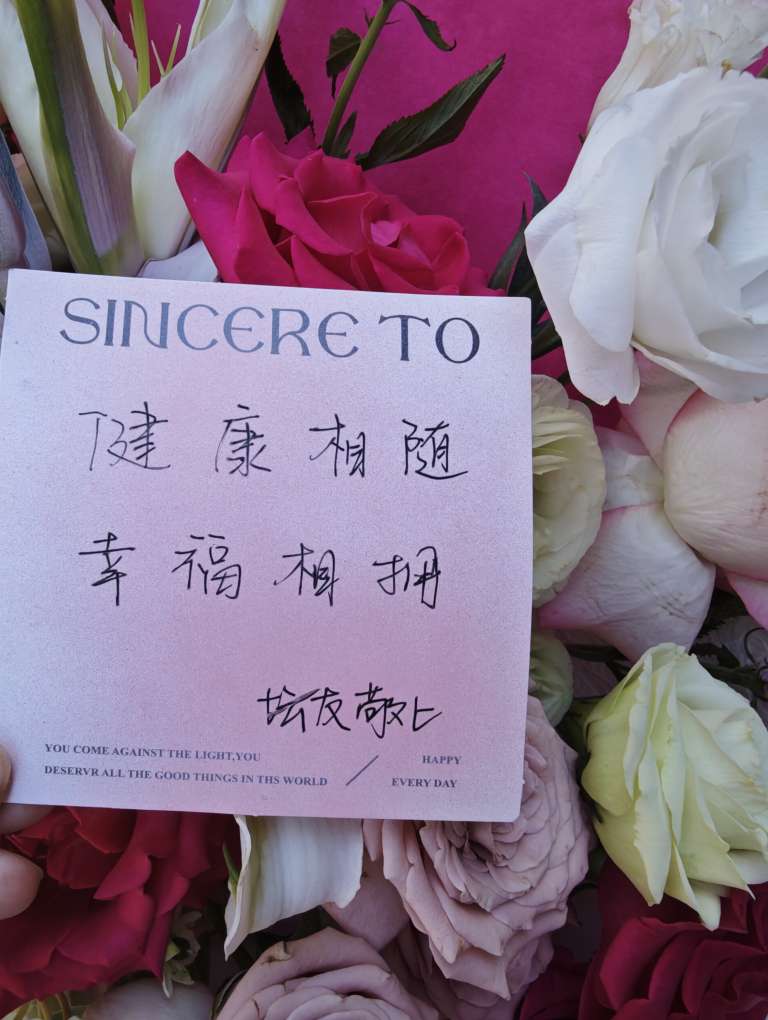 SINCERE TO
健康相随
幸福相拥
坛友敬上
YOU COME AGAINST THE LIGHT,YOU
DESERVR ALL THE GOOD THINGS IN THS WORLD
/
HAPPY
EVERY DAY